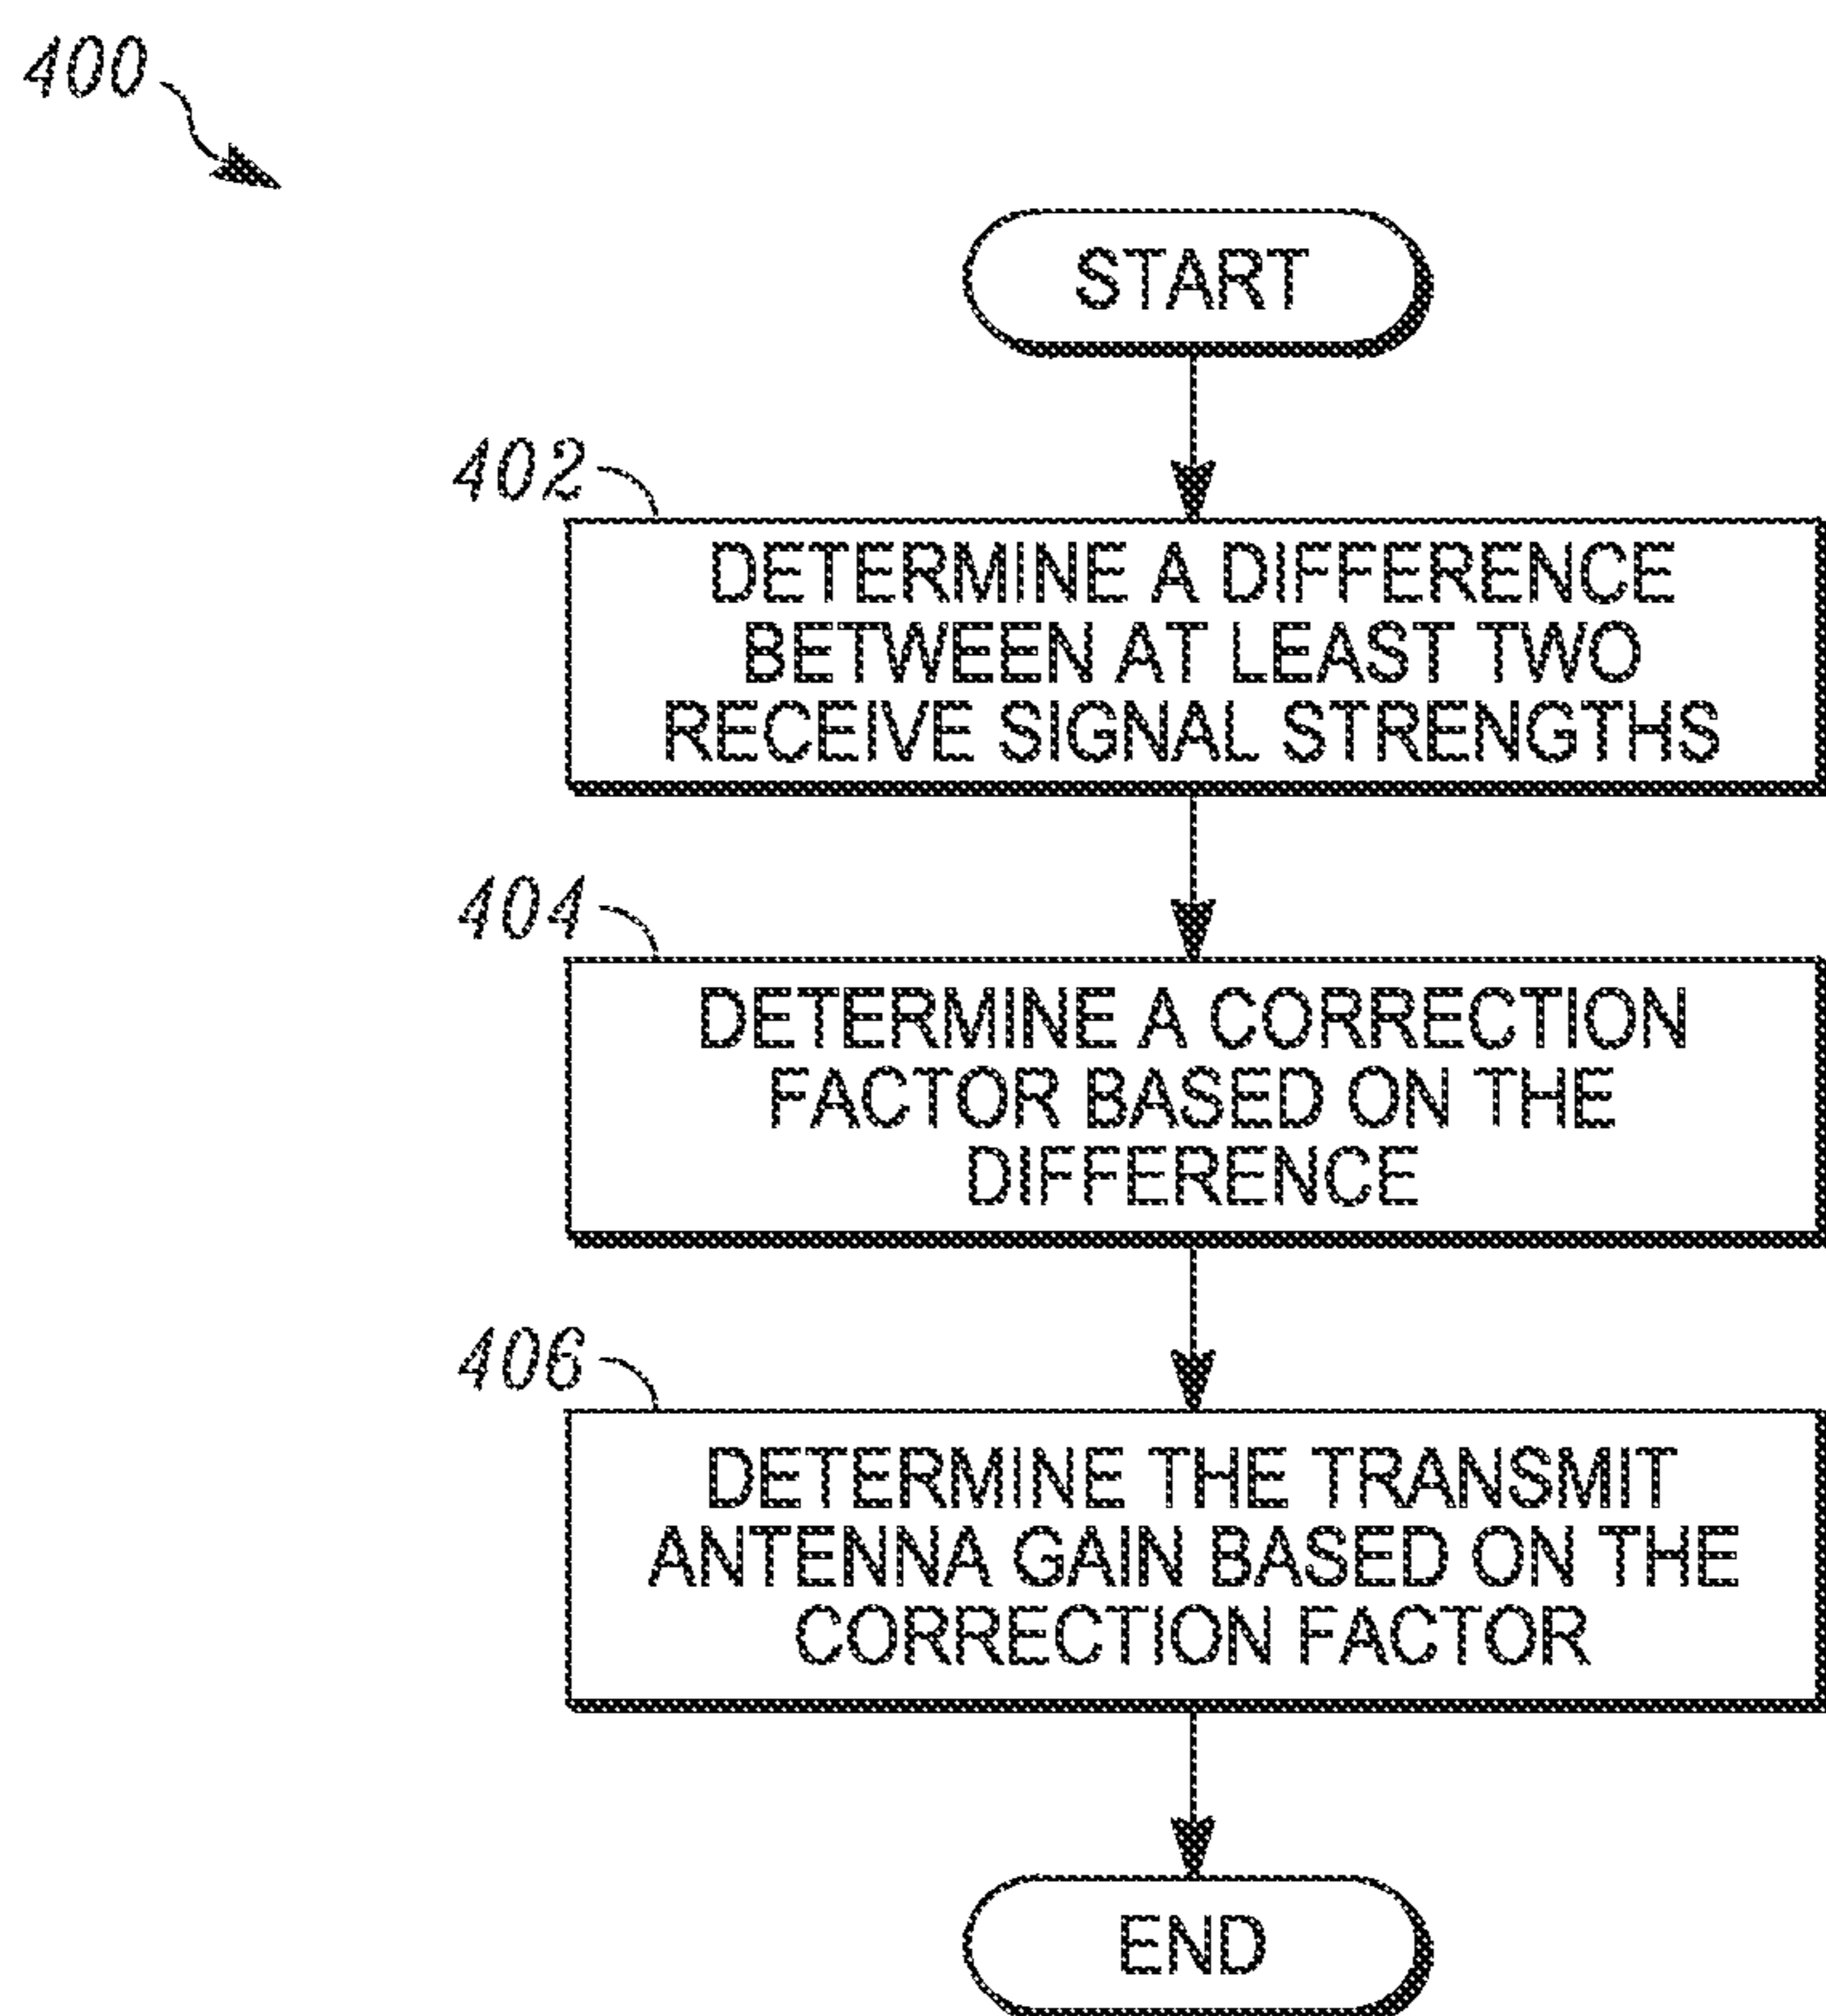 400
START
402
DETERMINE A DIFFERENCE
BETWEEN AT LEAST TWO
RECEIVE SIGNAL STRENGTHS
404
DETERMINE A CORRECTION
FACTOR BASED ON THE
DIFFERENCE
406
DETERMINE THE TRANSMIT
ANTENNA GAIN BASED ON THE
CORRECTION FACTOR
END